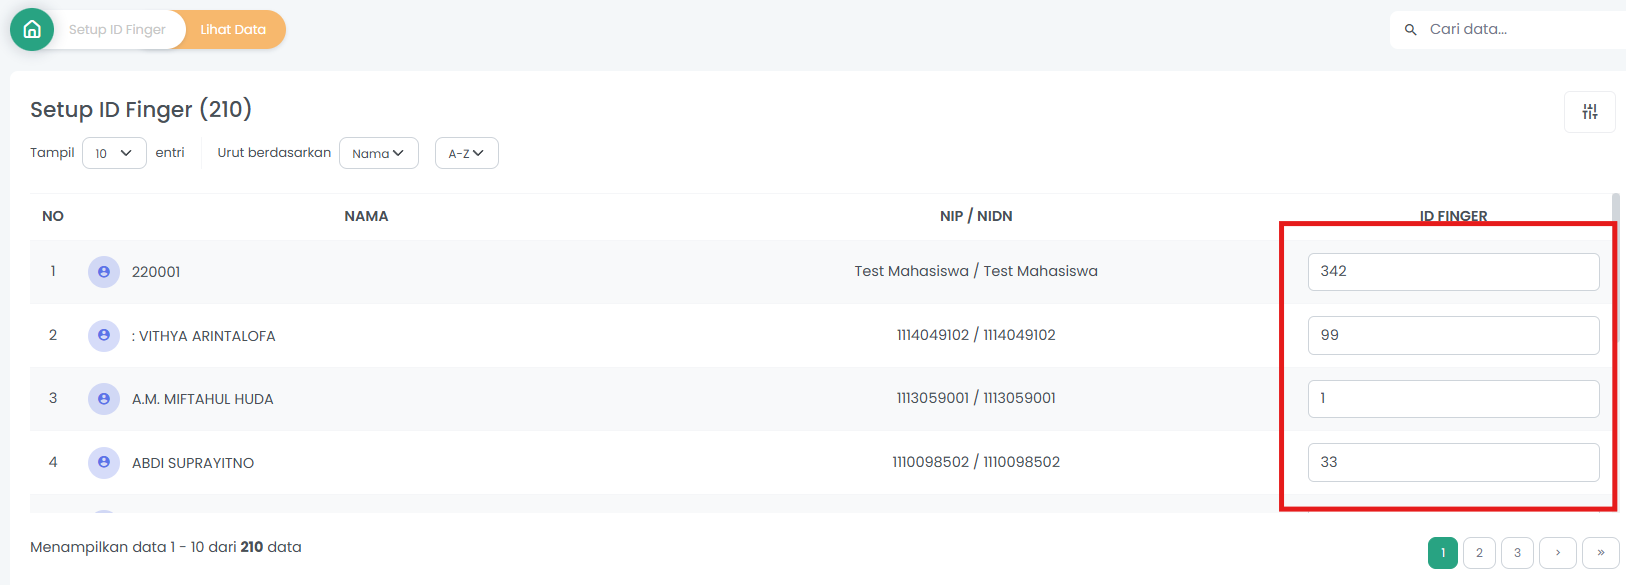 Setup ID Finger Lihat Data Cari data...
Setup ID Finger (210)
Tampil 10 entri Urut berdasarkan Nama A-Z
NO NAMA NIP / NIDN ID FINGER
1 220001 Test Mahasiswa / Test Mahasiswa 342
2 : VITHYA ARINTALOFA 1114049102 / 1114049102 99
3 A.M. MIFTAHUL HUDA 1113059001 / 1113059001 1
4 ABDI SUPRAYITNO 1110098502 / 1110098502 33
Menampilkan data 1 - 10 dari 210 data 1 2 3 › »